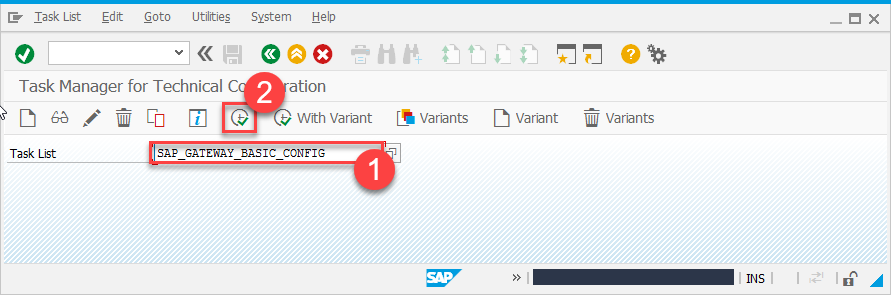 Task List Edit Goto Utilities System Help
Task Manager for Technical Co ration
2
With Variant Variants Variant Variants
Task List SAP_GATEWAY_BASIC_CONFIG
1
SAP » INS